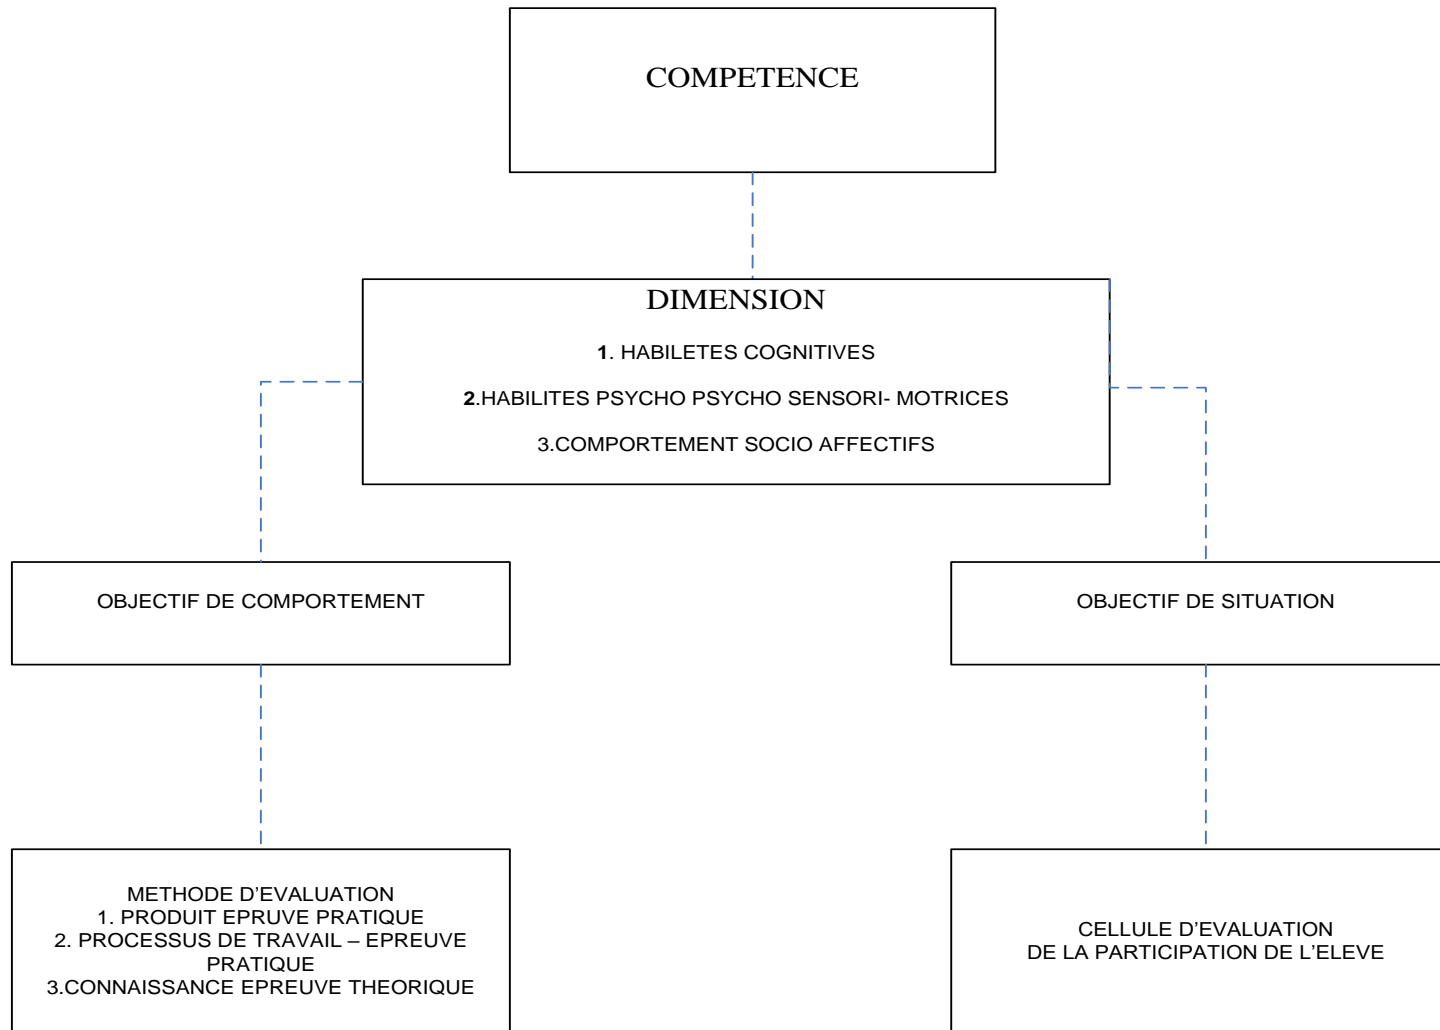 COMPETENCE
DIMENSION
1. HABILETES COGNITIVES
2.HABILITES PSYCHO PSYCHO SENSORI- MOTRICES
3.COMPORTEMENT SOCIO AFFECTIFS
OBJECTIF DE COMPORTEMENT
OBJECTIF DE SITUATION
METHODE D’EVALUATION
1. PRODUIT EPRUVE PRATIQUE
2. PROCESSUS DE TRAVAIL – EPREUVE
PRATIQUE
3.CONNAISSANCE EPREUVE THEORIQUE
CELLULE D’EVALUATION
DE LA PARTICIPATION DE L’ELEVE